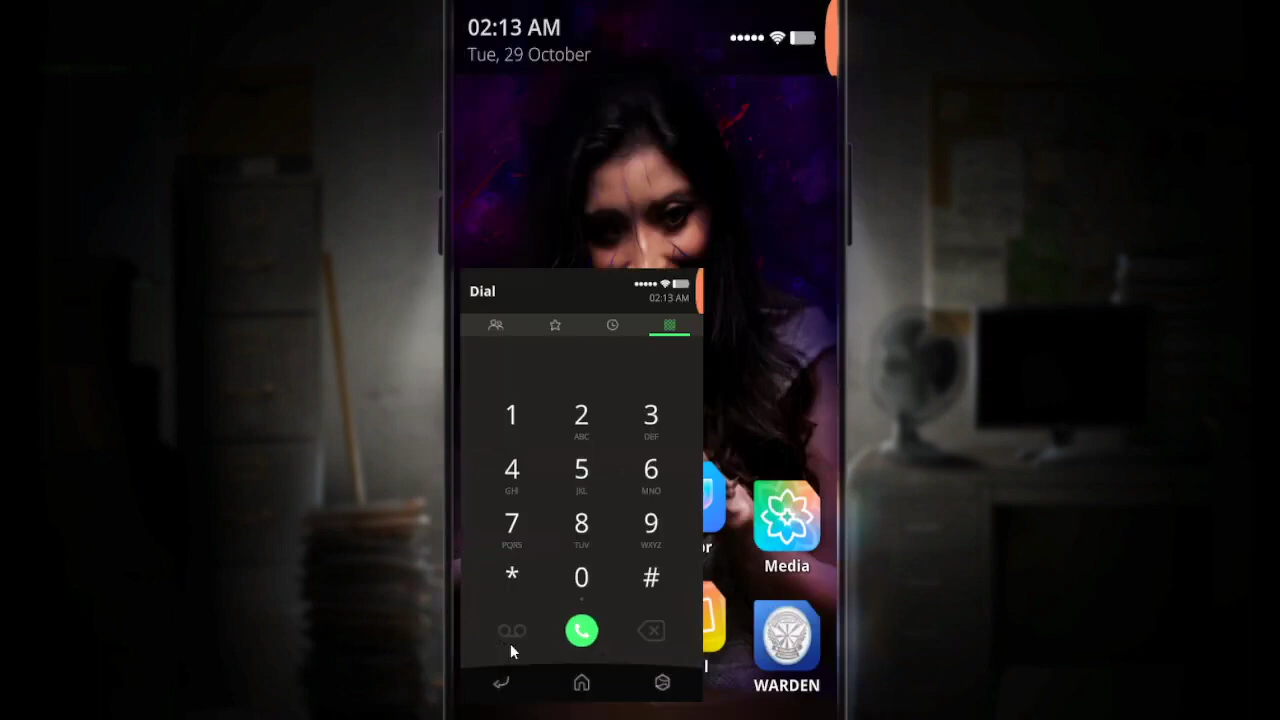 02:13 AM
Tue, 29 October
Dial
02:13 AM
1
2
3
ABC
DEF
4
5
6
GHI
JKL
MNO
7
8
9
PQRS
TUV
WXYZ
*
0
#
or
Media
l
WARDEN